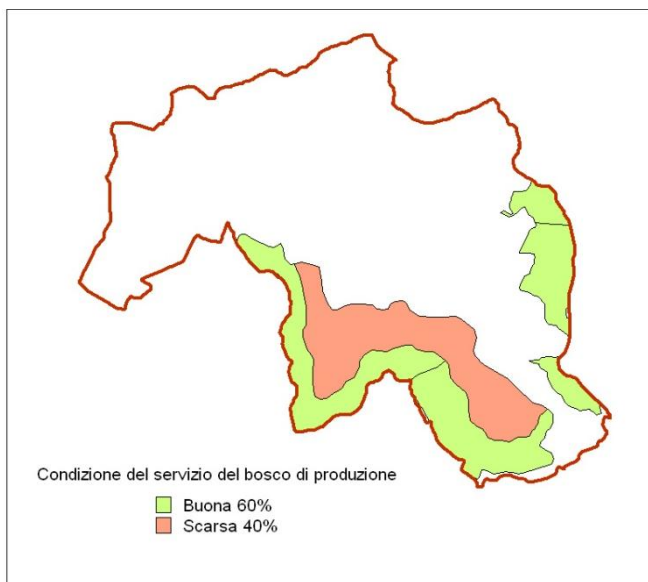 Condizione del servizio del bosco di produzione
Buona 60%
Scarsa 40%